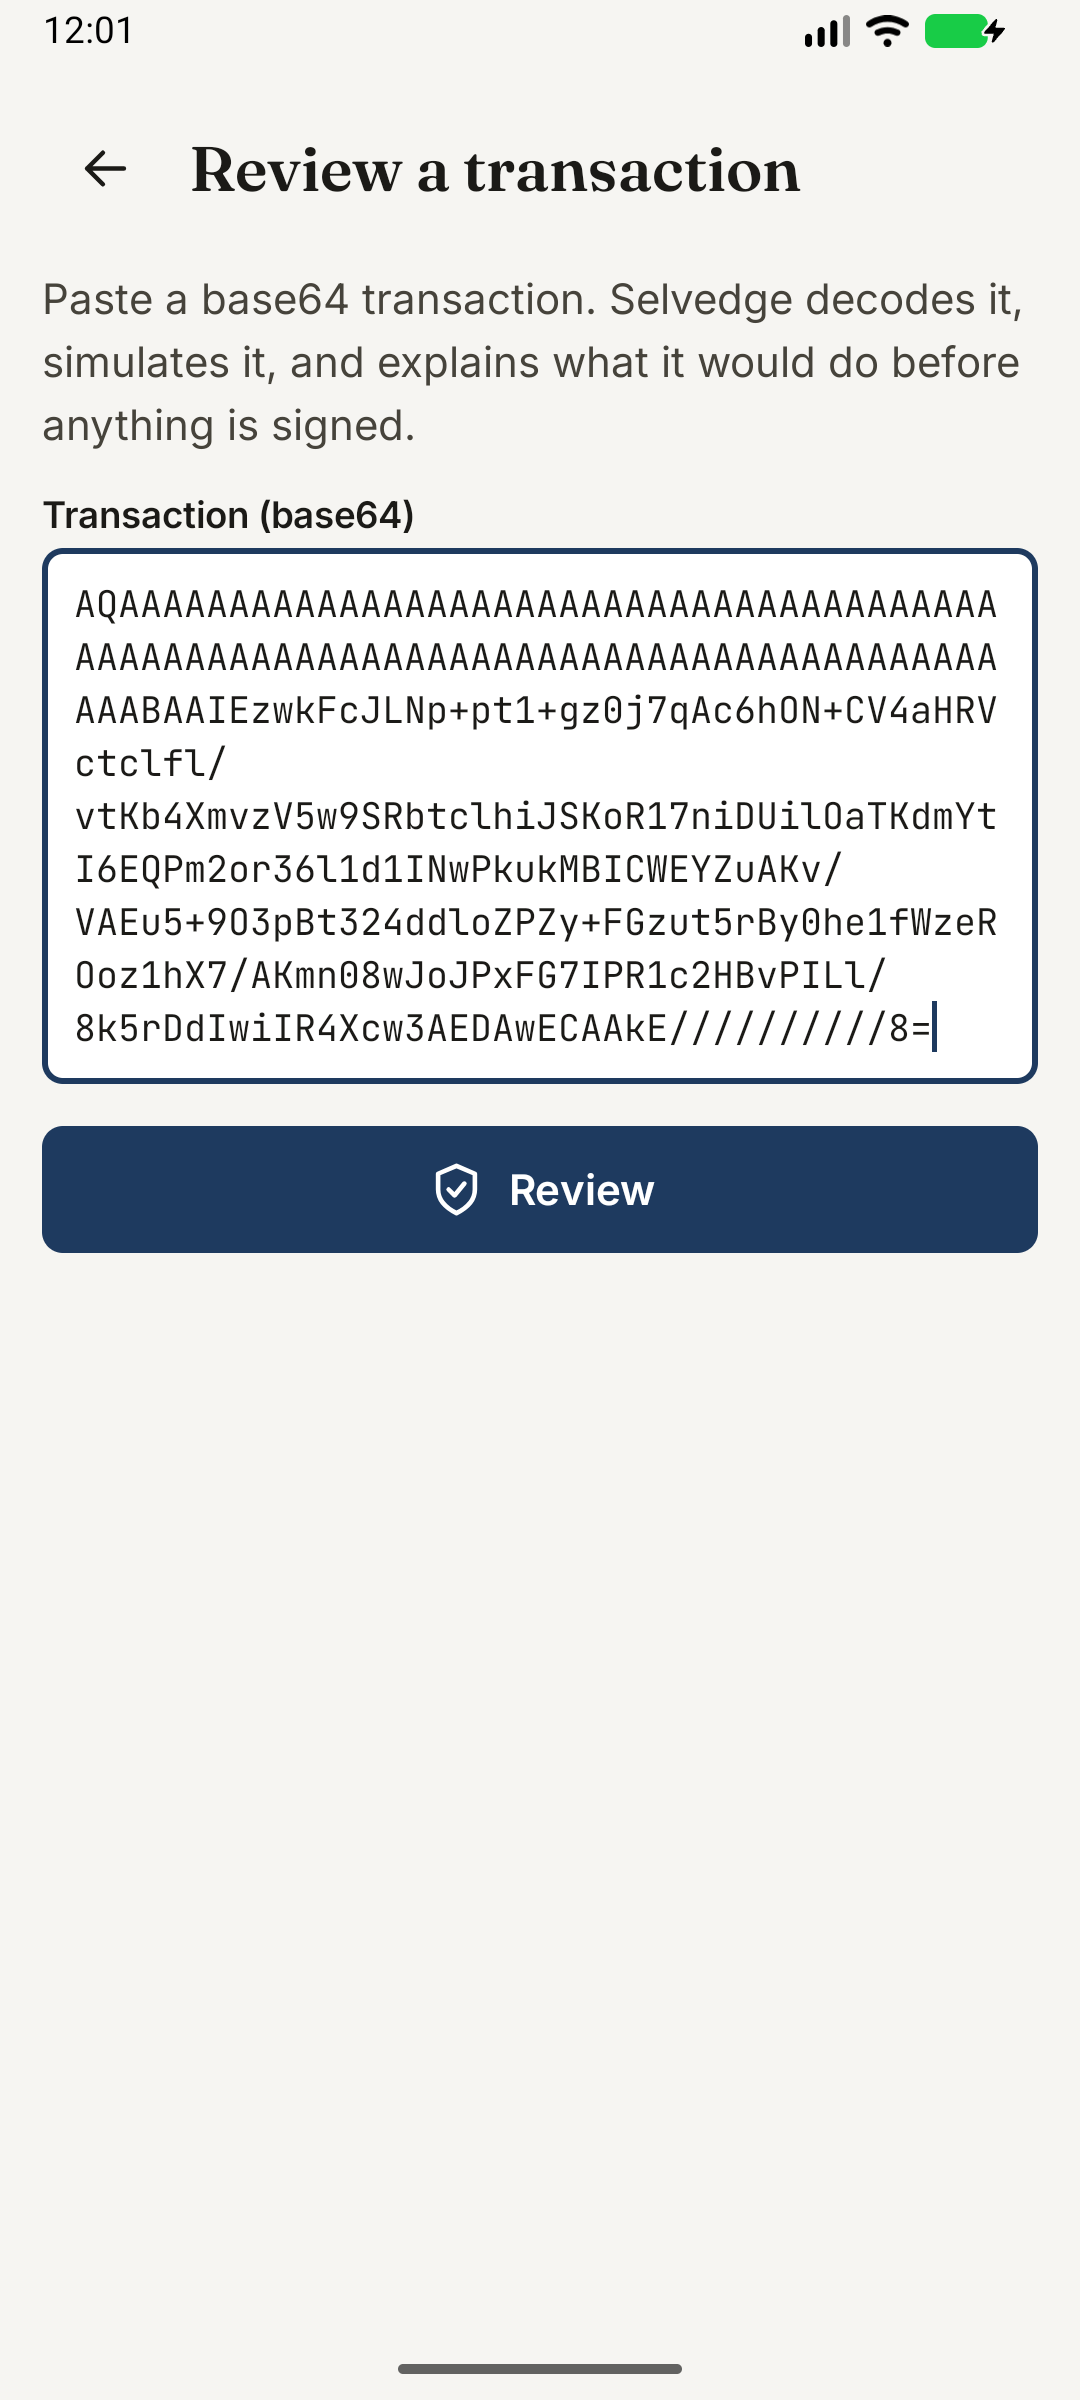 12:01
Review a transaction
Paste a base64 transaction. Selvedge decodes it,
simulates it, and explains what it would do before
anything is signed.
Transaction (base64)
AQAAAAAAAAAAAAAAAAAAAAAAAAAAAAAAAAAAAAAAAA
AAAAAAAAAAAAAAAAAAAAAAAAAAAAAAAAAAAAAAAAAA
AAABAAIEzwkFcJLNp+pt1+gz0j7qAc6hON+CV4aHRV
ctclfl/
vtKb4XmvzV5w9SRbtclhiJSKoR17niDUilOaTKdmYt
I6EQPm2or36l1d1INwPkukMBICWEYZuAKv/
VAEu5+9O3pBt324ddloZPZy+FGzut5rBy0he1fWzeR
Ooz1hX7/AKmn08wJoJPxFG7IPR1c2HBvPILl/
8k5rDdIwiIR4Xcw3AEDAwECAAkE//////////8=
Review